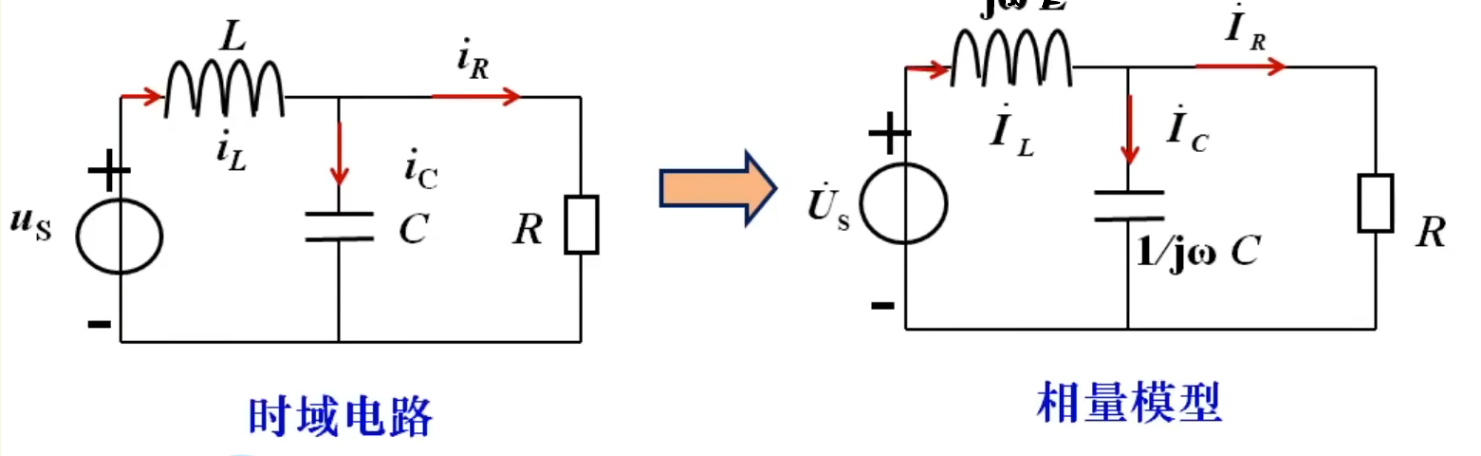 L
i_R
i_L
i_C
+
u_S
C
R
-
时域电路
jω L
İ_R
İ_L
İ_C
+
U̇_S
1/jω C
R
-
相量模型